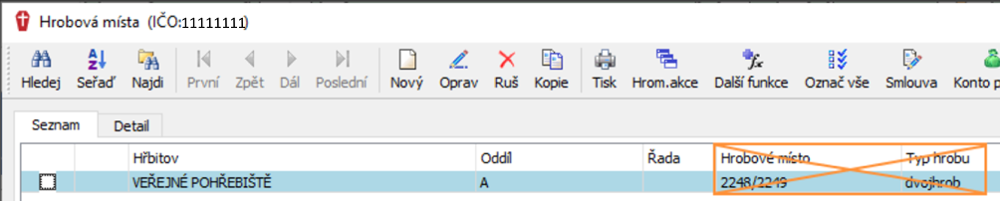 Hrobová místa (IČO:11111111)
Hledej Seřaď Najdi První Zpět Dál Poslední Nový Oprav Ruš Kopie Tisk Hrom.akce Další funkce Označ vše Smlouva Konto p
Seznam Detail
Hřbitov Oddíl Řada Hrobové místo Typ hrobu
VEŘEJNÉ POHŘEBIŠTĚ A 2248/2249 dvojhrob